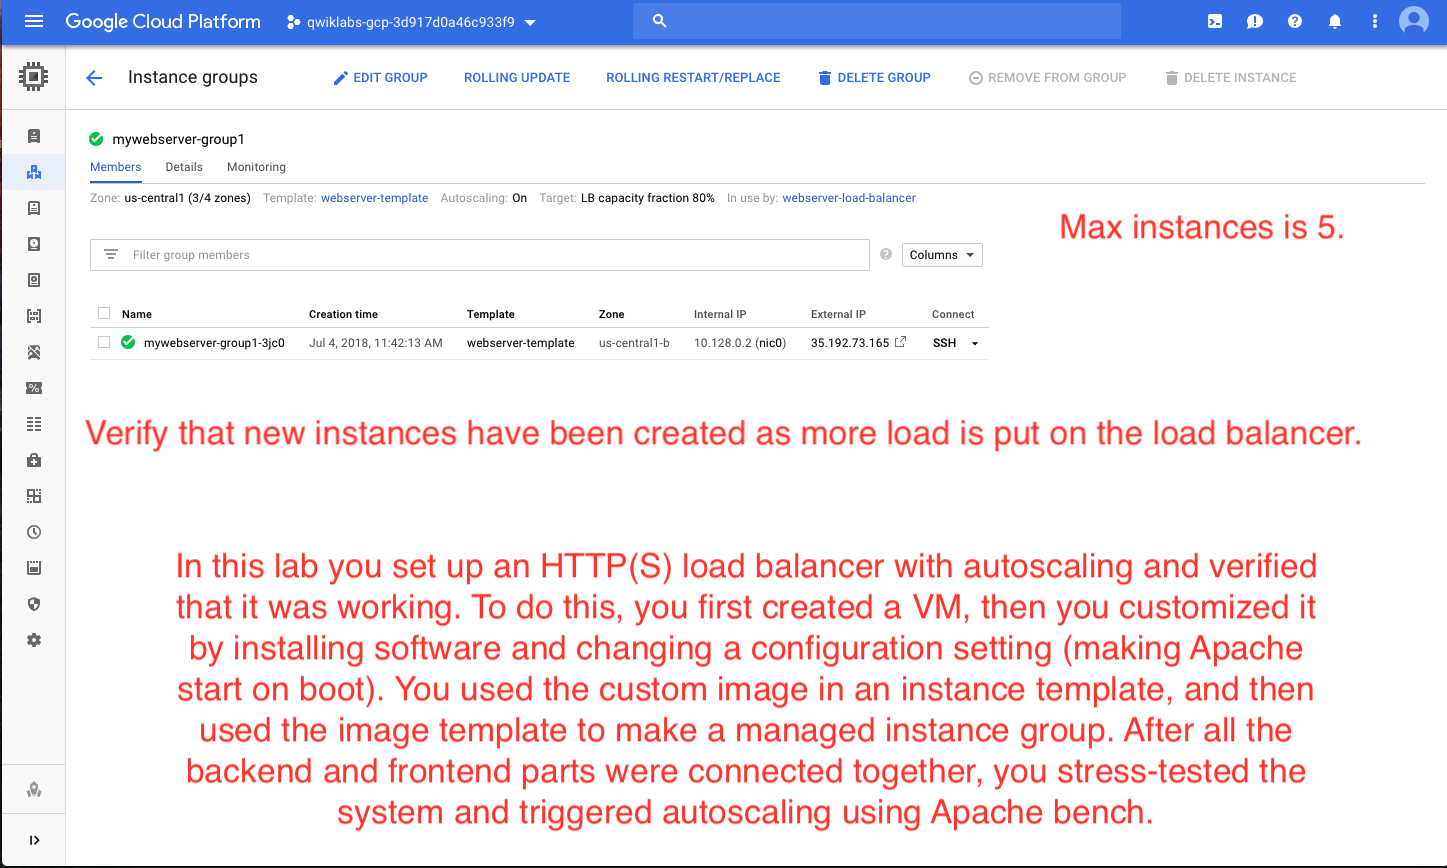 Google Cloud Platform
qwiklabs-gcp-3d917d0a46c933f9
Instance groups
EDIT GROUP
ROLLING UPDATE
ROLLING RESTART/REPLACE
DELETE GROUP
REMOVE FROM GROUP
DELETE INSTANCE
mywebserver-group1
Members Details Monitoring
Zone: us-central1 (3/4 zones) Template: webserver-template Autoscaling: On Target: LB capacity fraction 80% In use by: webserver-load-balancer
Max instances is 5.
Filter group members
Columns
Name Creation time Template Zone Internal IP External IP Connect
mywebserver-group1-3jc0 Jul 4, 2018, 11:42:13 AM webserver-template us-central1-b 10.128.0.2 (nic0) 35.192.73.165 SSH
Verify that new instances have been created as more load is put on the load balancer.
In this lab you set up an HTTP(S) load balancer with autoscaling and verified
that it was working. To do this, you first created a VM, then you customized it
by installing software and changing a configuration setting (making Apache
start on boot). You used the custom image in an instance template, and then
used the image template to make a managed instance group. After all the
backend and frontend parts were connected together, you stress-tested the
system and triggered autoscaling using Apache bench.